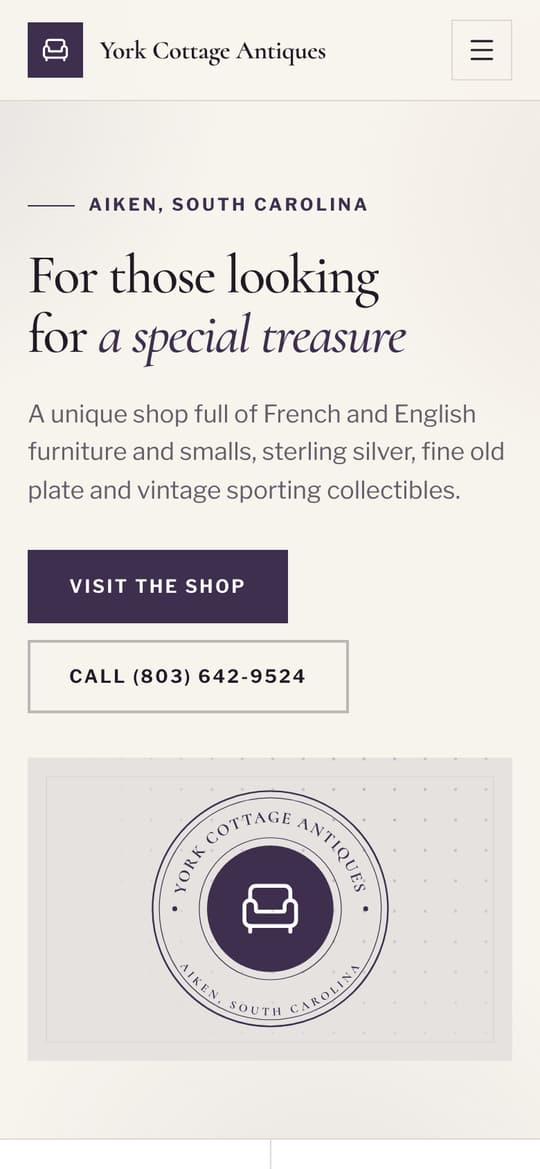 York Cottage Antiques
AIKEN, SOUTH CAROLINA
For those looking
for a special treasure
A unique shop full of French and English
furniture and smalls, sterling silver, fine old
plate and vintage sporting collectibles.
VISIT THE SHOP
CALL (803) 642-9524
• YORK COTTAGE ANTIQUES •
AIKEN, SOUTH CAROLINA